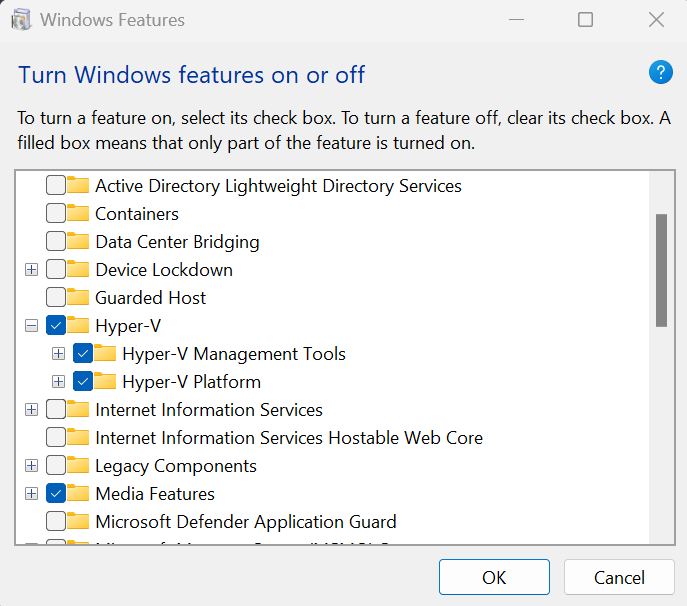 Windows Features
Turn Windows features on or off
?
To turn a feature on, select its check box. To turn a feature off, clear its check box. A
filled box means that only part of the feature is turned on.
Active Directory Lightweight Directory Services
Containers
Data Center Bridging
Device Lockdown
Guarded Host
Hyper-V
Hyper-V Management Tools
Hyper-V Platform
Internet Information Services
Internet Information Services Hostable Web Core
Legacy Components
Media Features
Microsoft Defender Application Guard
OK
Cancel